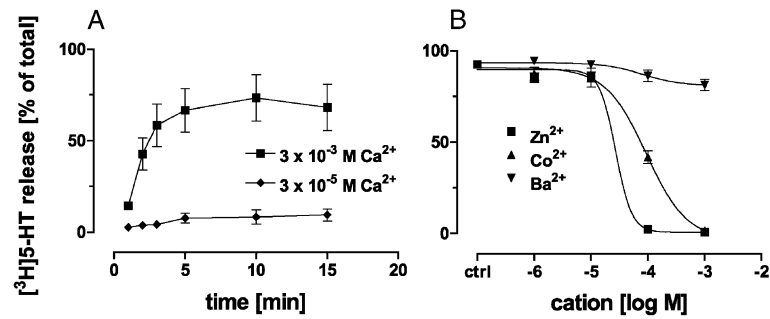 A
B
[³H]5-HT release [% of total]
100
50
0
0
5
10
15
20
time [min]
3 x 10⁻³ M Ca²⁺
3 x 10⁻⁵ M Ca²⁺
100
50
0
Zn²⁺
Co²⁺
Ba²⁺
ctrl
-6
-5
-4
-3
-2
cation [log M]